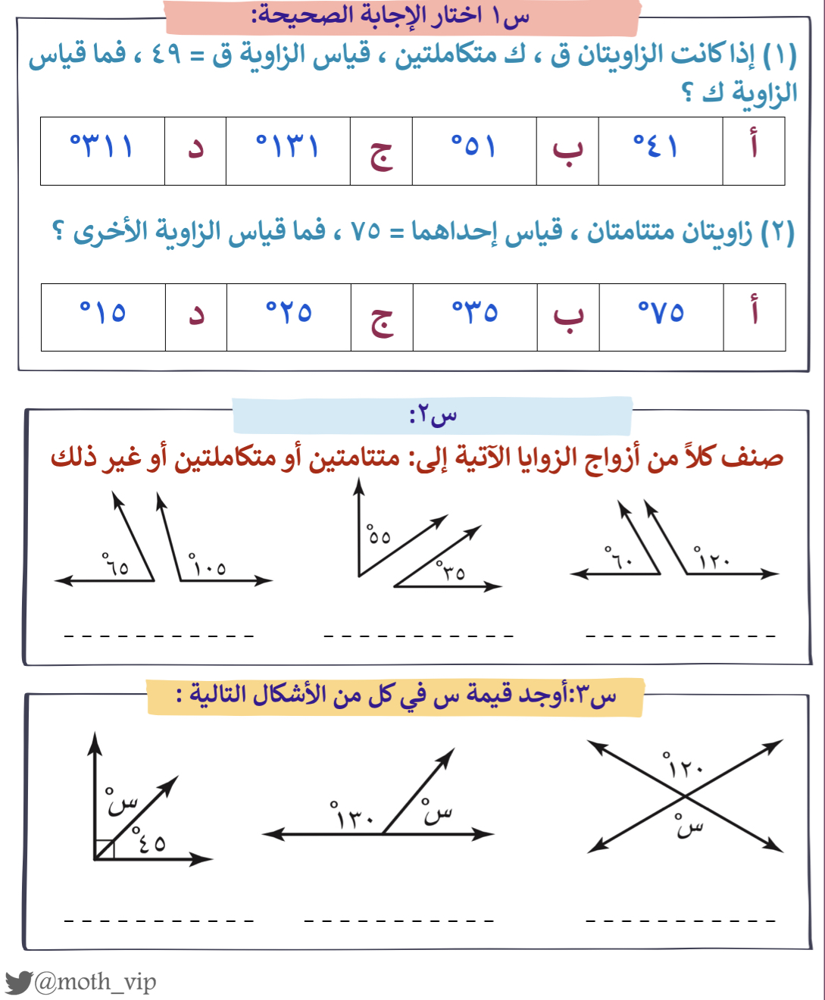 س١ اختار الإجابة الصحيحة:
(١) إذا كانت الزاويتان ق ، ك متكاملتين ، قياس الزاوية ق = ٤٩ ، فما قياس
الزاوية ك ؟
أ ٤١° ب ٥١° ج ١٣١° د ٣١١°
(٢) زاويتان متتامتان ، قياس إحداهما = ٧٥ ، فما قياس الزاوية الأخرى ؟
أ ٧٥° ب ٣٥° ج ٢٥° د ١٥°
س٢:
صنف كلاً من أزواج الزوايا الآتية إلى: متتامتين أو متكاملتين أو غير ذلك
١٢٠° ٦٠° ٥٥° ٣٥° ١٠٥° ٦٥°
س٣:أوجد قيمة س في كل من الأشكال التالية :
١٢٠° س° س° ١٣٠° س° ٤٥°
@moth_vip